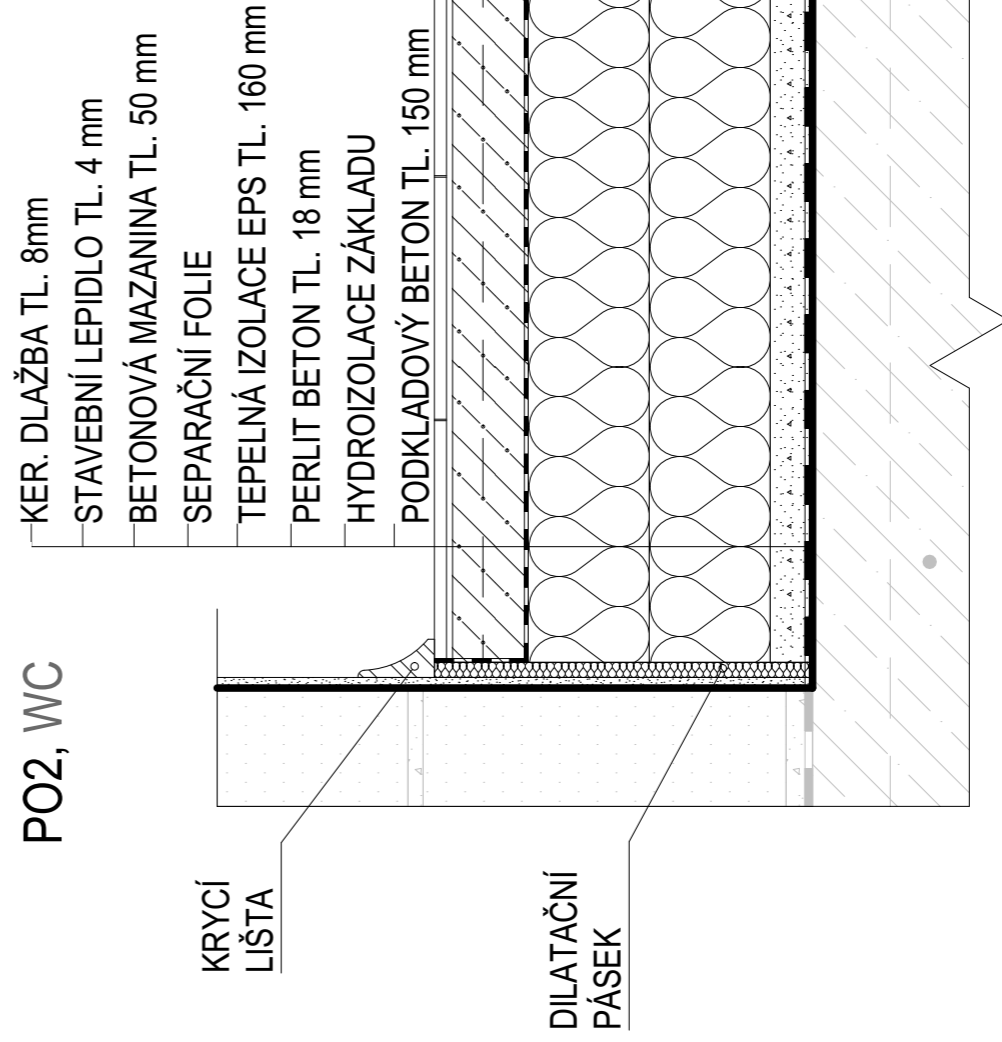 PO2, WC
KER. DLAŽBA TL. 8mm
STAVEBNÍ LEPIDLO TL. 4 mm
BETONOVÁ MAZANINA TL. 50 mm
SEPARAČNÍ FOLIE
TEPELNÁ IZOLACE EPS TL. 160 mm
PERLIT BETON TL. 18 mm
HYDROIZOLACE ZÁKLADU
PODKLADOVÝ BETON TL. 150 mm
KRYCÍ
LIŠTA
DILATAČNÍ
PÁSEK